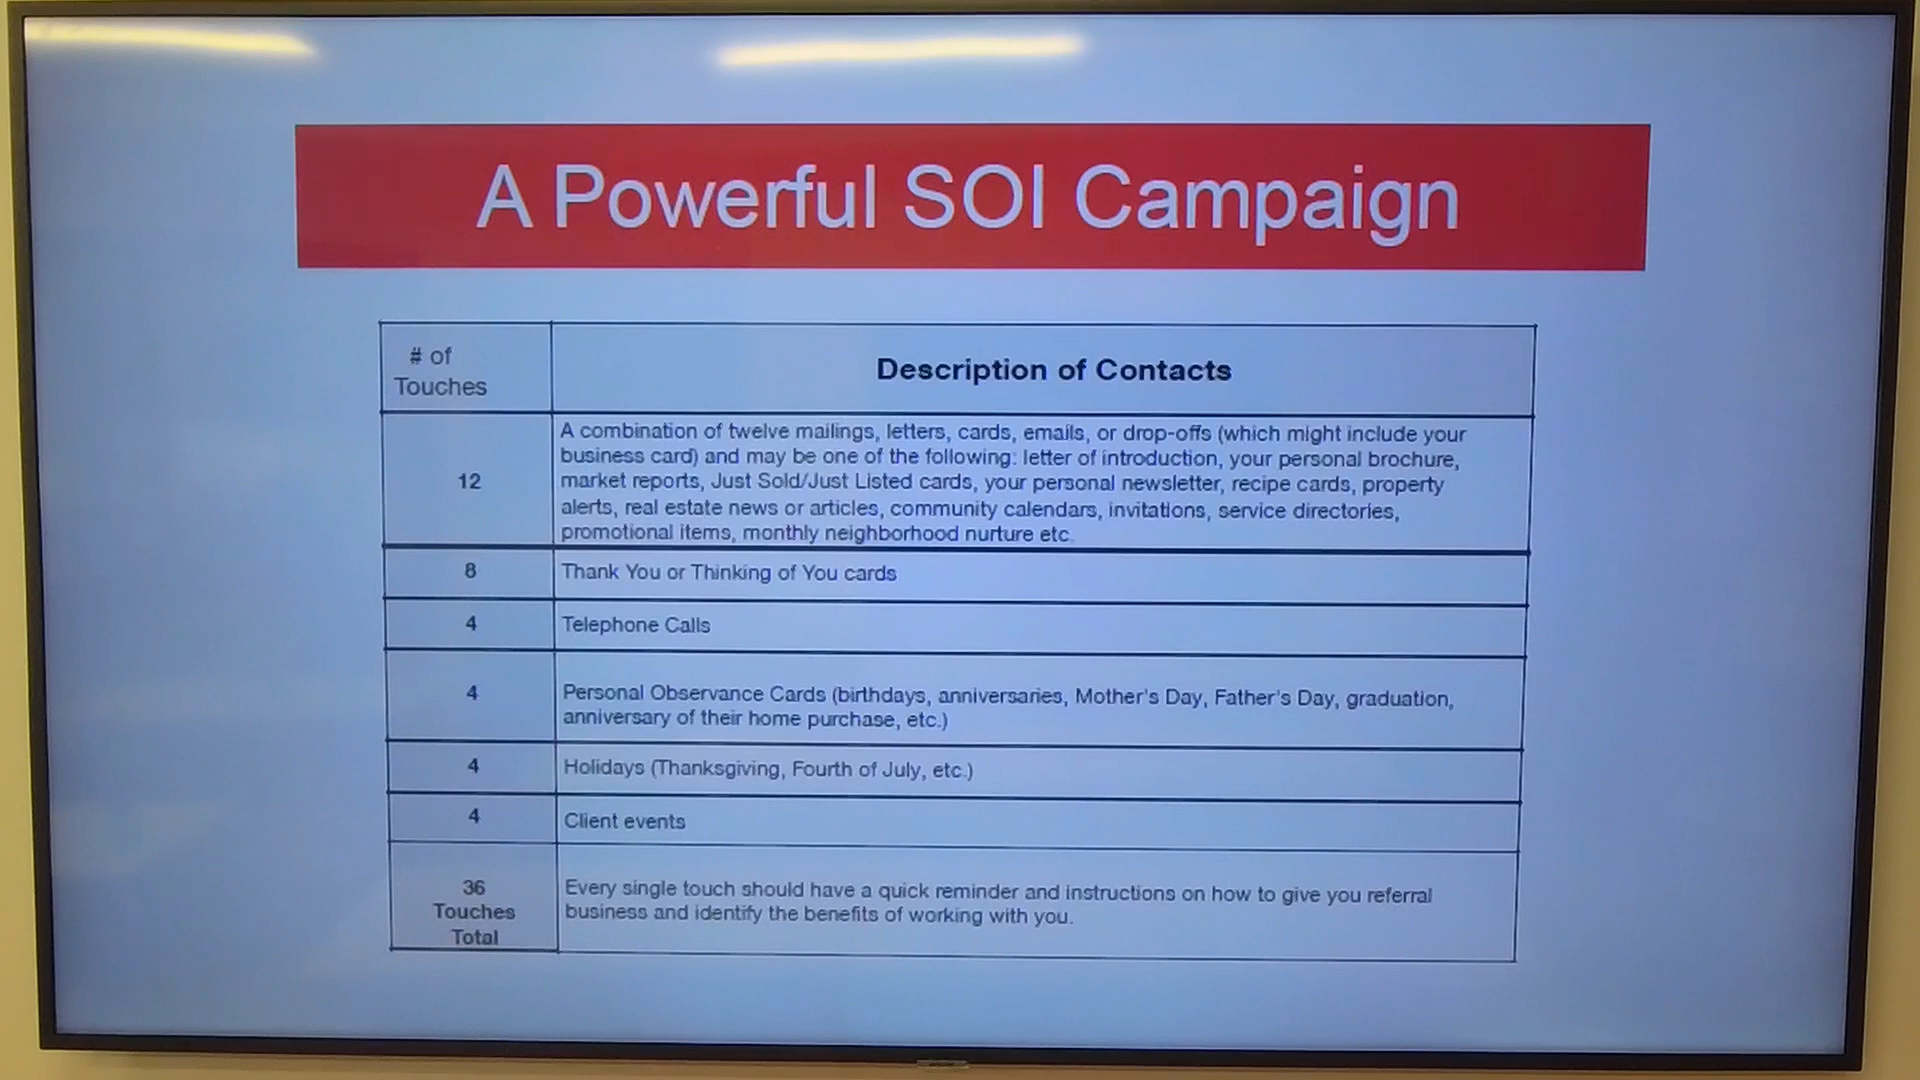 A Powerful SOI Campaign
# of
Touches
Description of Contacts
12
A combination of twelve mailings, letters, cards, emails, or drop-offs (which might include your
business card) and may be one of the following: letter of introduction, your personal brochure,
market reports, Just Sold/Just Listed cards, your personal newsletter, recipe cards, property
alerts, real estate news or articles, community calendars, invitations, service directories,
promotional items, monthly neighborhood nurture etc.
8
Thank You or Thinking of You cards
4
Telephone Calls
4
Personal Observance Cards (birthdays, anniversaries, Mother's Day, Father's Day, graduation,
anniversary of their home purchase, etc.)
4
Holidays (Thanksgiving, Fourth of July, etc.)
4
Client events
36
Touches
Total
Every single touch should have a quick reminder and instructions on how to give you referral
business and identify the benefits of working with you.